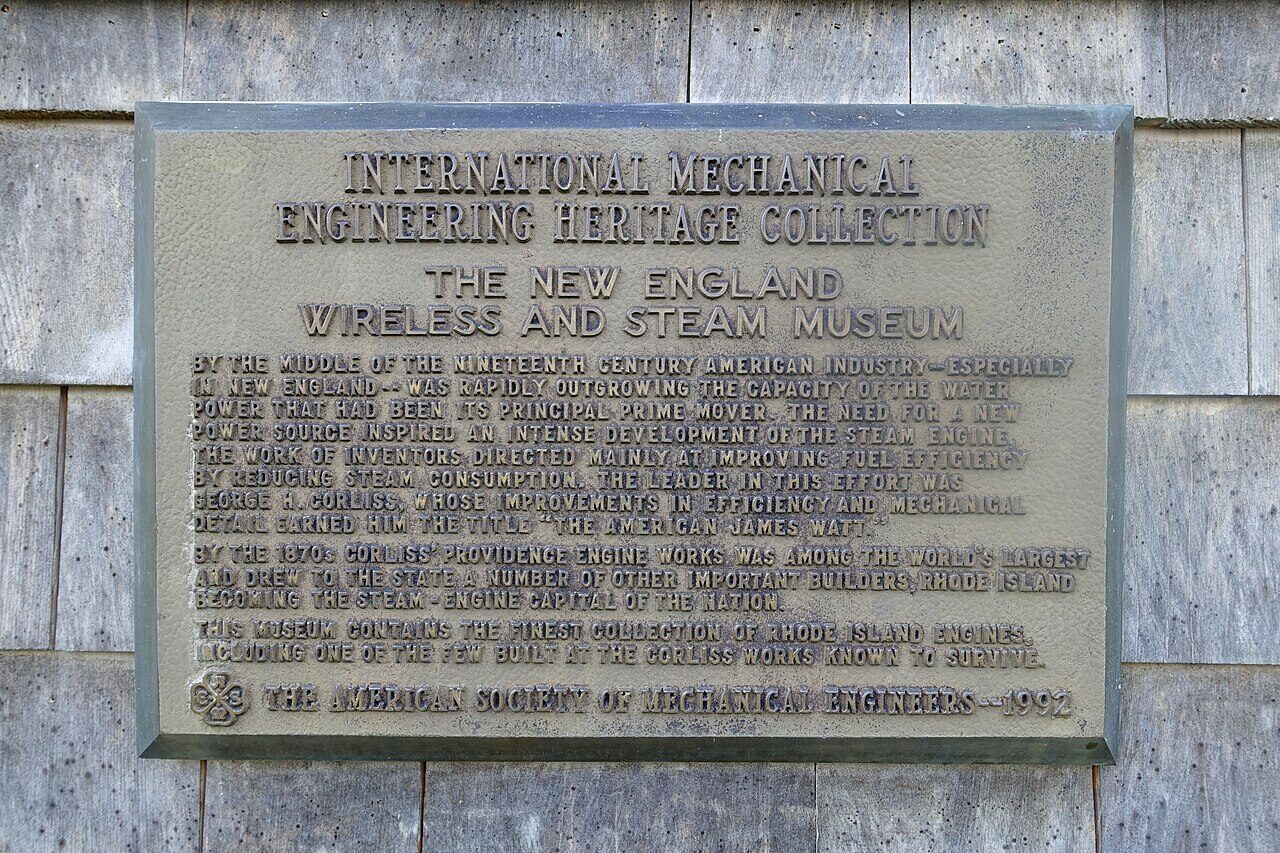 INTERNATIONAL MECHANICAL
ENGINEERING HERITAGE COLLECTION
THE NEW ENGLAND
WIRELESS AND STEAM MUSEUM
BY THE MIDDLE OF THE NINETEENTH CENTURY AMERICAN INDUSTRY—ESPECIALLY
IN NEW ENGLAND--WAS RAPIDLY OUTGROWING THE CAPACITY OF THE WATER
POWER THAT HAD BEEN ITS PRINCIPAL PRIME MOVER. THE NEED FOR A NEW
POWER SOURCE INSPIRED AN INTENSE DEVELOPMENT OF THE STEAM ENGINE,
THE WORK OF INVENTORS DIRECTED MAINLY AT IMPROVING FUEL EFFICIENCY
BY REDUCING STEAM CONSUMPTION. THE LEADER IN THIS EFFORT WAS
GEORGE H. CORLISS, WHOSE IMPROVEMENTS IN EFFICIENCY AND MECHANICAL
DETAIL EARNED HIM THE TITLE "THE AMERICAN JAMES WATT."
BY THE 1870s CORLISS' PROVIDENCE ENGINE WORKS WAS AMONG THE WORLD'S LARGEST
AND DREW TO THE STATE A NUMBER OF OTHER IMPORTANT BUILDERS, RHODE ISLAND
BECOMING THE STEAM-ENGINE CAPITAL OF THE NATION.
THIS MUSEUM CONTAINS THE FINEST COLLECTION OF RHODE ISLAND ENGINES,
INCLUDING ONE OF THE FEW BUILT AT THE CORLISS WORKS KNOWN TO SURVIVE.
THE AMERICAN SOCIETY OF MECHANICAL ENGINEERS—1992